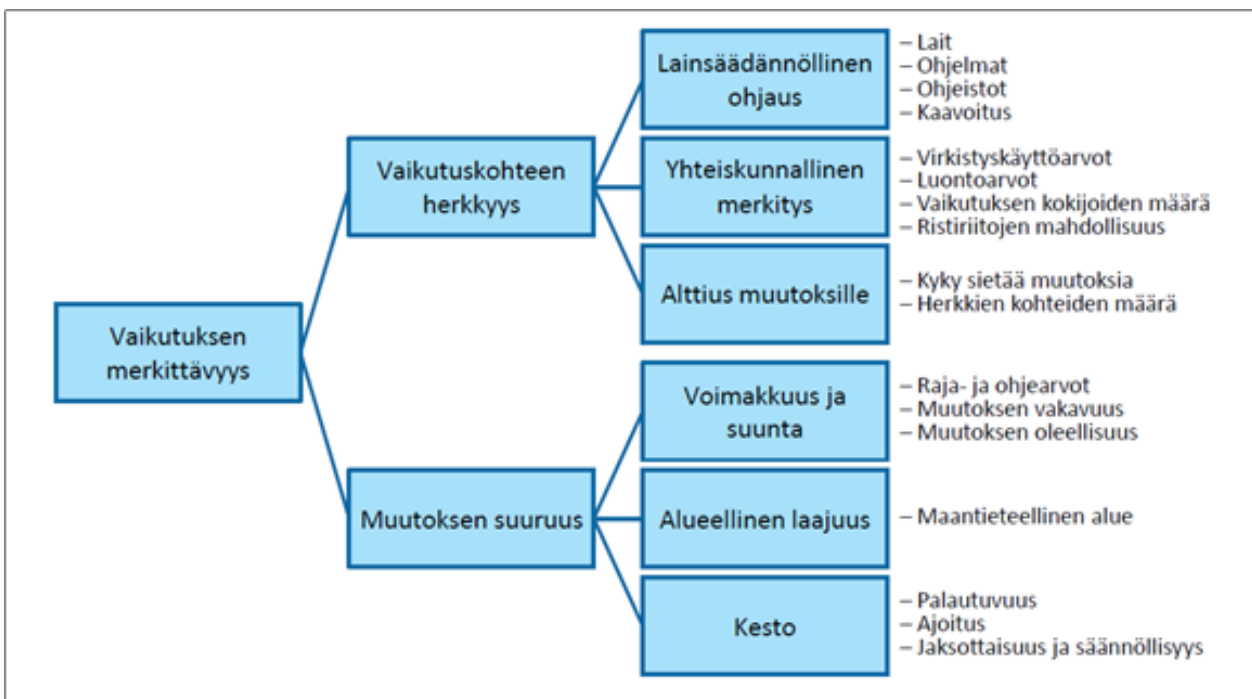 Vaikutuksen
merkittävyys
Vaikutuskohteen
herkkyys
Lainsäädännöllinen
ohjaus
– Lait
– Ohjelmat
– Ohjeistot
– Kaavoitus
Yhteiskunnallinen
merkitys
– Virkistyskäyttöarvot
– Luontoarvot
– Vaikutuksen kokijoiden määrä
– Ristiriitojen mahdollisuus
Alttius muutoksille
– Kyky sietää muutoksia
– Herkkien kohteiden määrä
Muutoksen suuruus
Voimakkuus ja
suunta
– Raja- ja ohjearvot
– Muutoksen vakavuus
– Muutoksen oleellisuus
Alueellinen laajuus
– Maantieteellinen alue
Kesto
– Palautuvuus
– Ajoitus
– Jaksottaisuus ja säännöllisyys